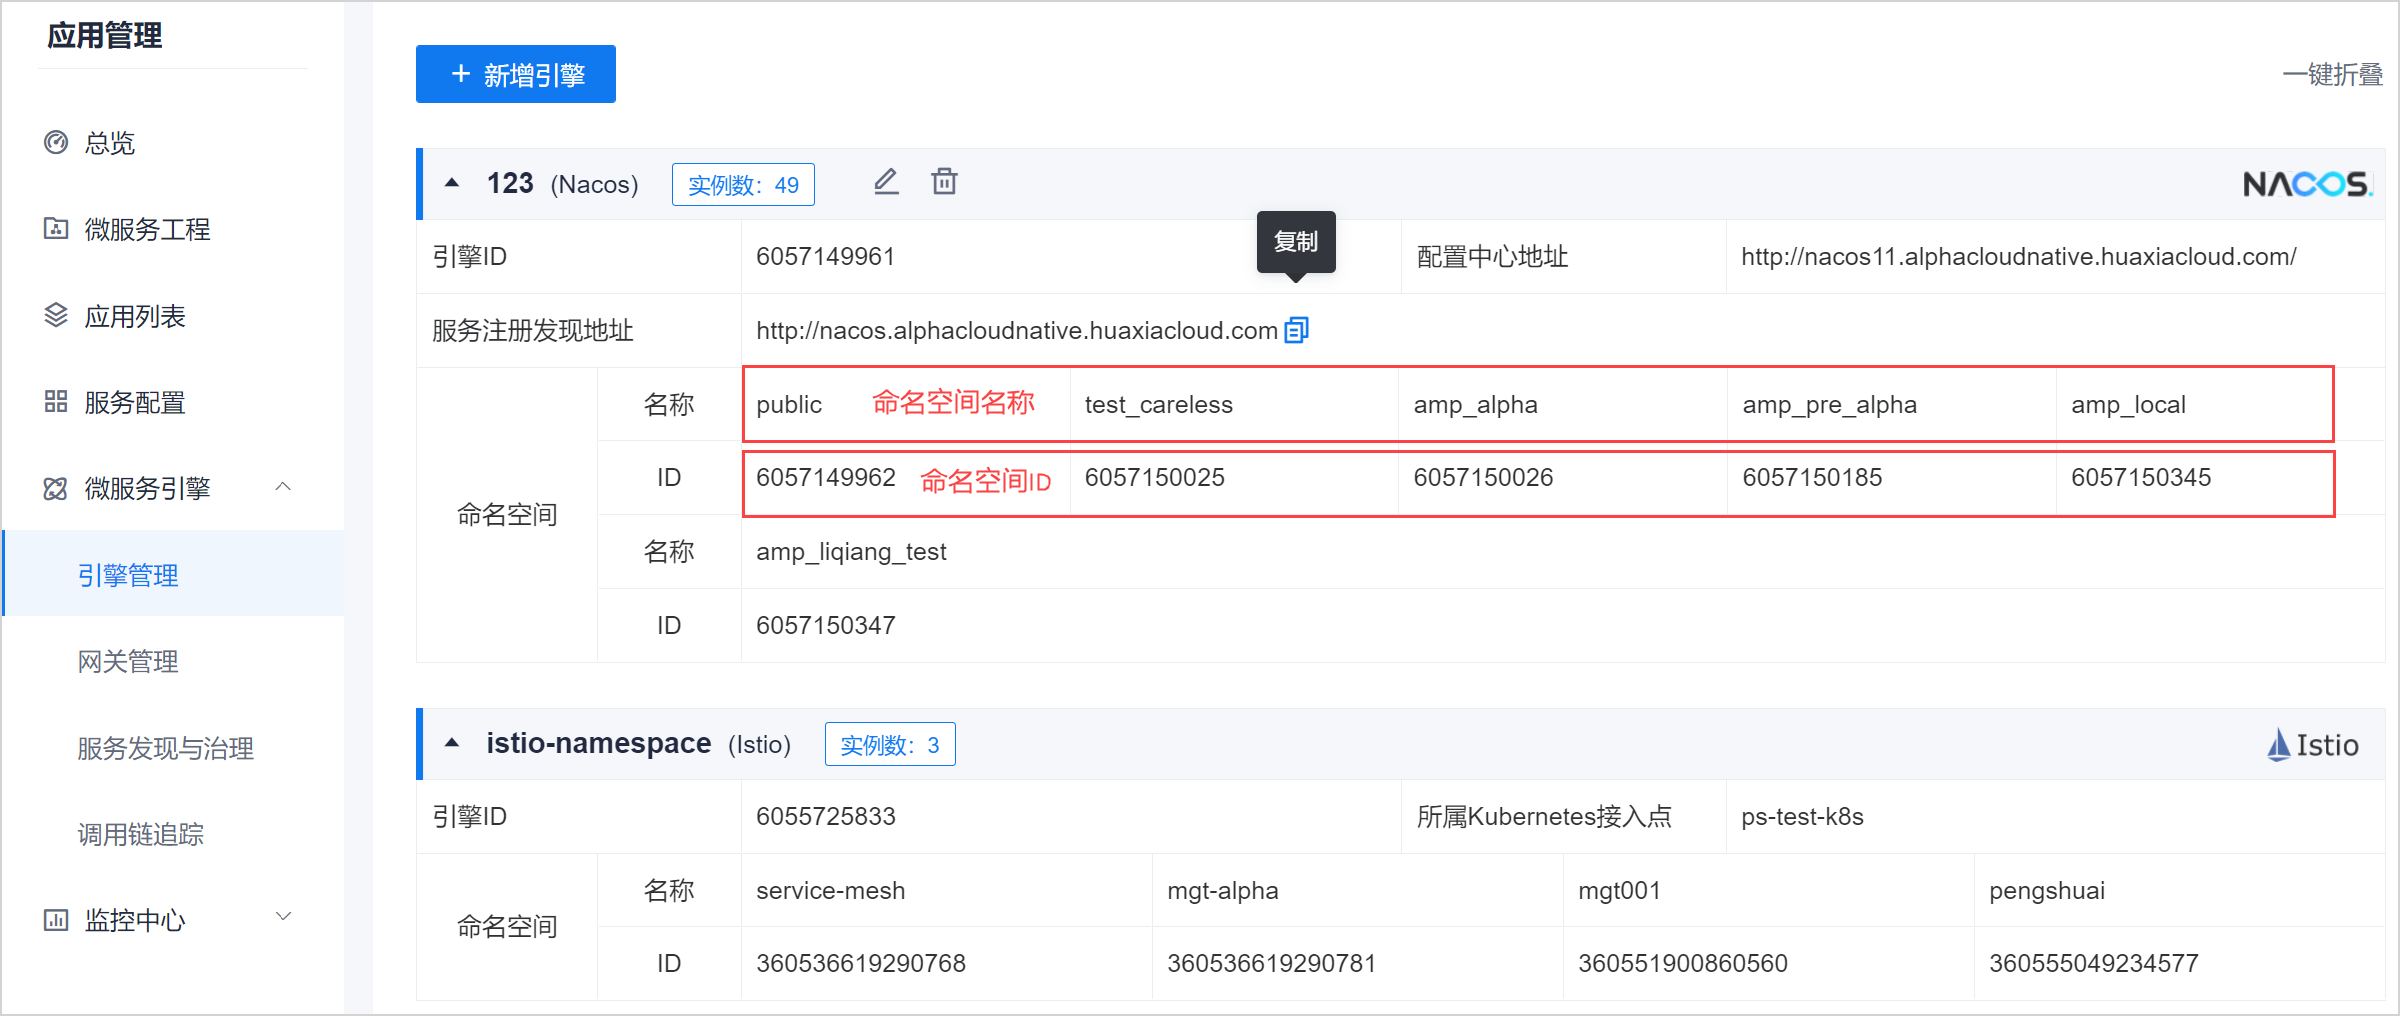 应用管理
总览
微服务工程
应用列表
服务配置
微服务引擎
引擎管理
网关管理
服务发现与治理
调用链追踪
监控中心
+ 新增引擎
一键折叠
123 (Nacos) 实例数: 49 NACOS.
复制
引擎ID 6057149961 配置中心地址 http://nacos11.alphacloudnative.huaxiacloud.com/
服务注册发现地址 http://nacos.alphacloudnative.huaxiacloud.com
命名空间
名称 public 命名空间名称 test_careless amp_alpha amp_pre_alpha amp_local
ID 6057149962 命名空间ID 6057150025 6057150026 6057150185 6057150345
名称 amp_liqiang_test
ID 6057150347
istio-namespace (Istio) 实例数: 3 Istio
引擎ID 6055725833 所属Kubernetes接入点 ps-test-k8s
命名空间
名称 service-mesh mgt-alpha mgt001 pengshuai
ID 360536619290768 360536619290781 360551900860560 360555049234577